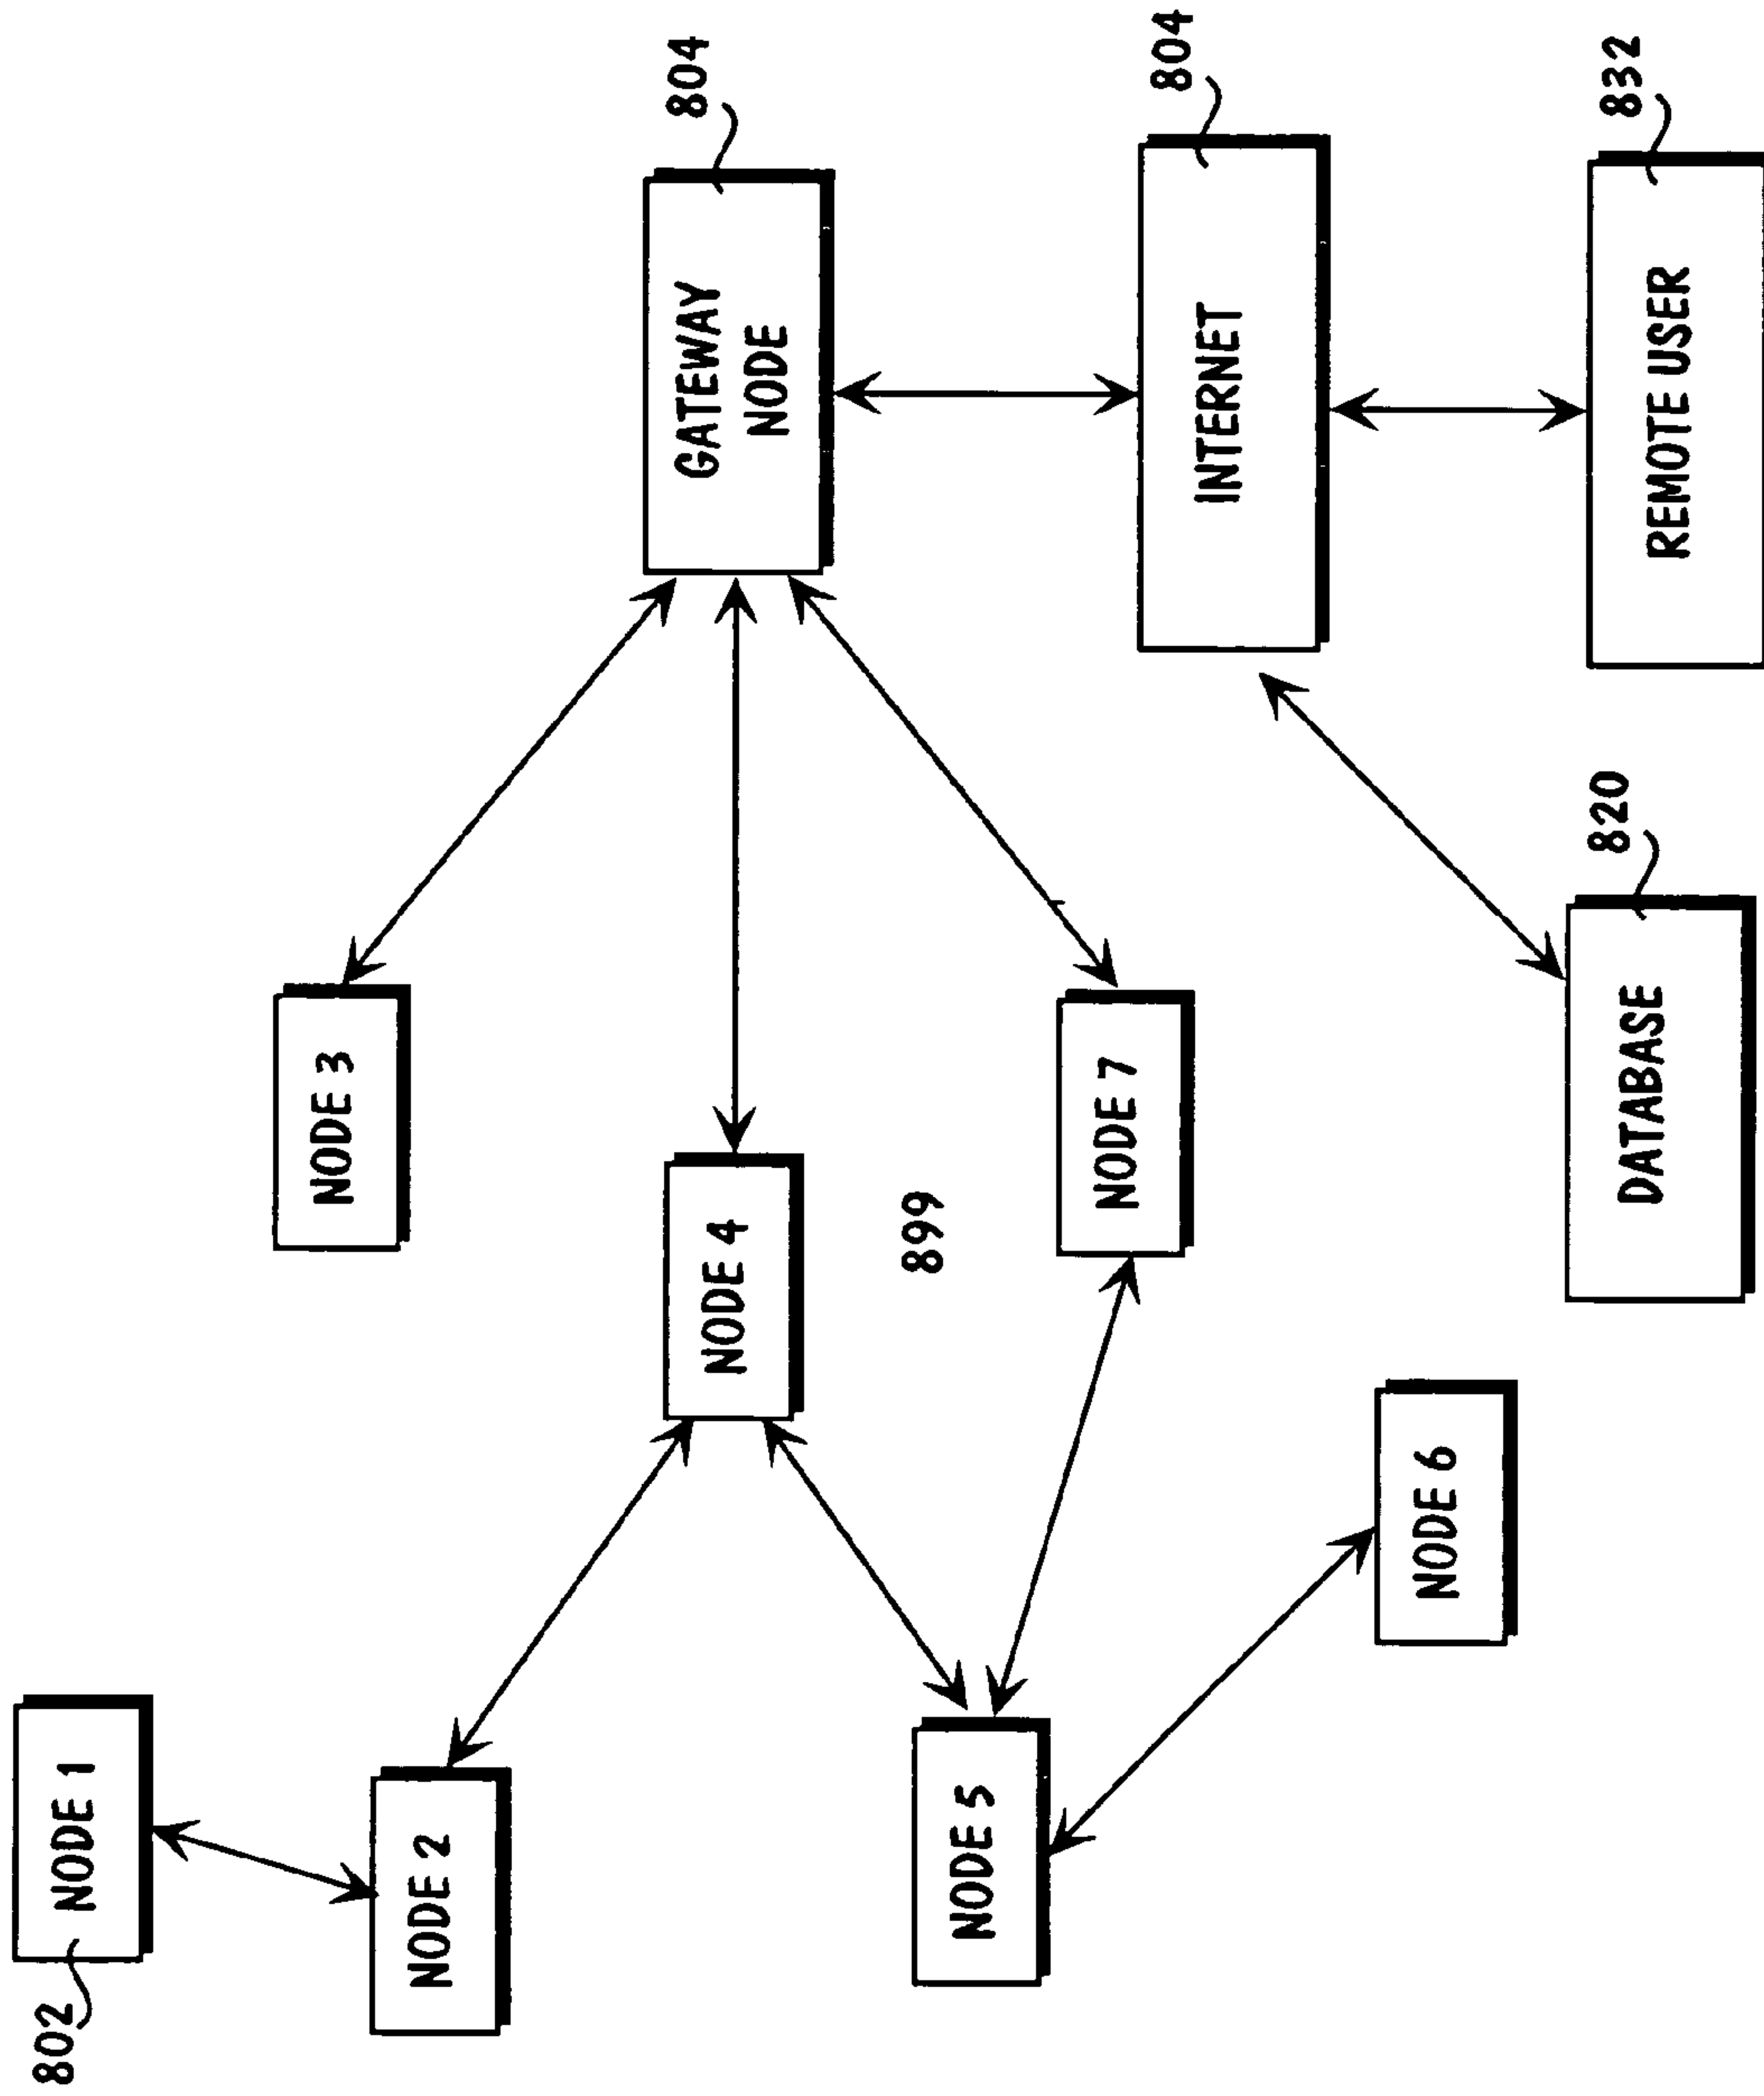 802
NODE 1
NODE 2
NODE 3
804
GATEWAY
NODE
NODE 4
899
NODE 5
NODE 7
804
INTERNET
NODE 6
820
DATABASE
832
REMOTE USER